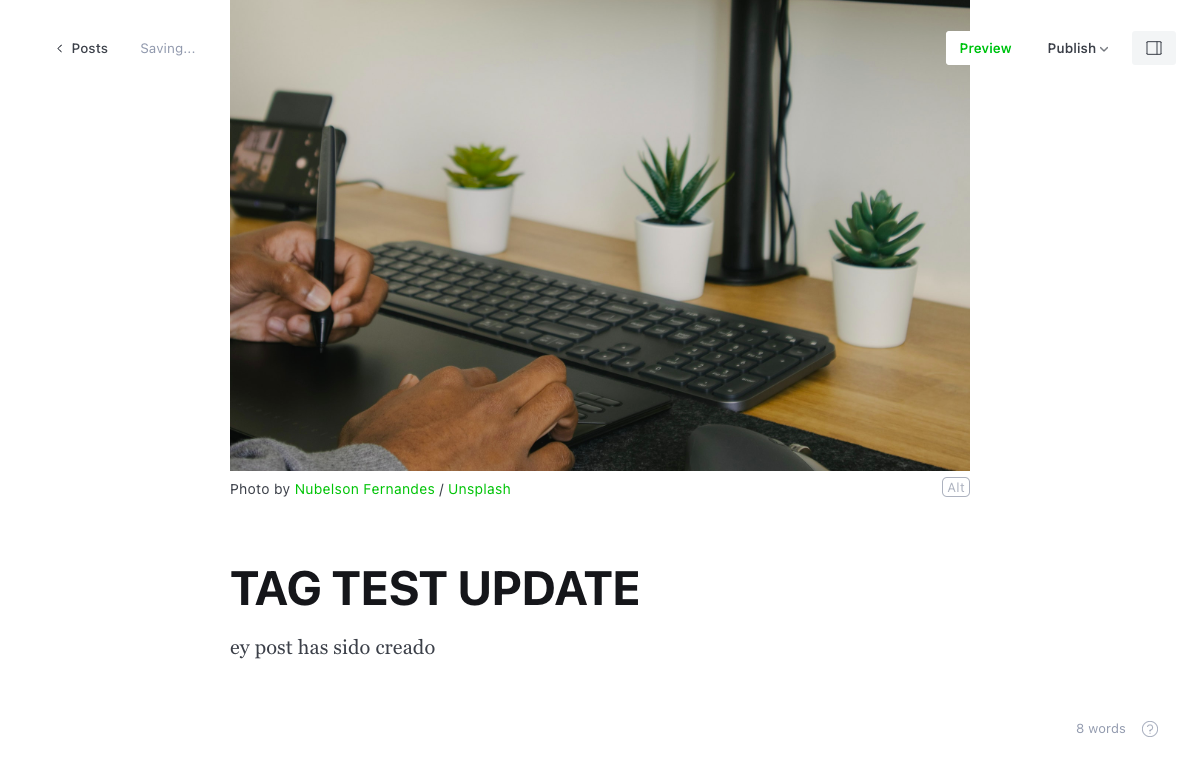 Posts
Saving...
Preview
Publish
Photo by Nubelson Fernandes / Unsplash
Alt
TAG TEST UPDATE
ey post has sido creado
8 words
?